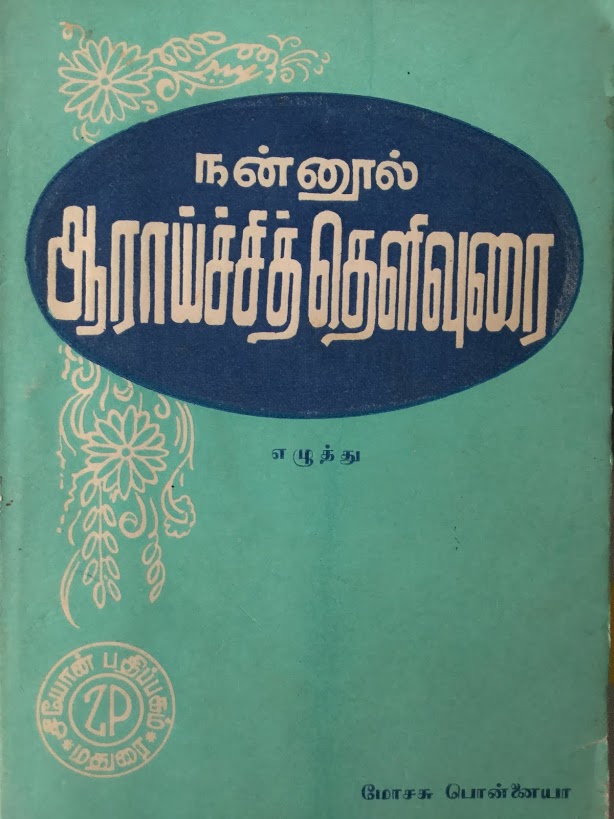 நன்னூல்
ஆராய்ச்சித் தெளிவுரை
எழுத்து
சீயோன் பதிப்பகம்
ZP
மதுரை
மோசசு பொன்னையா